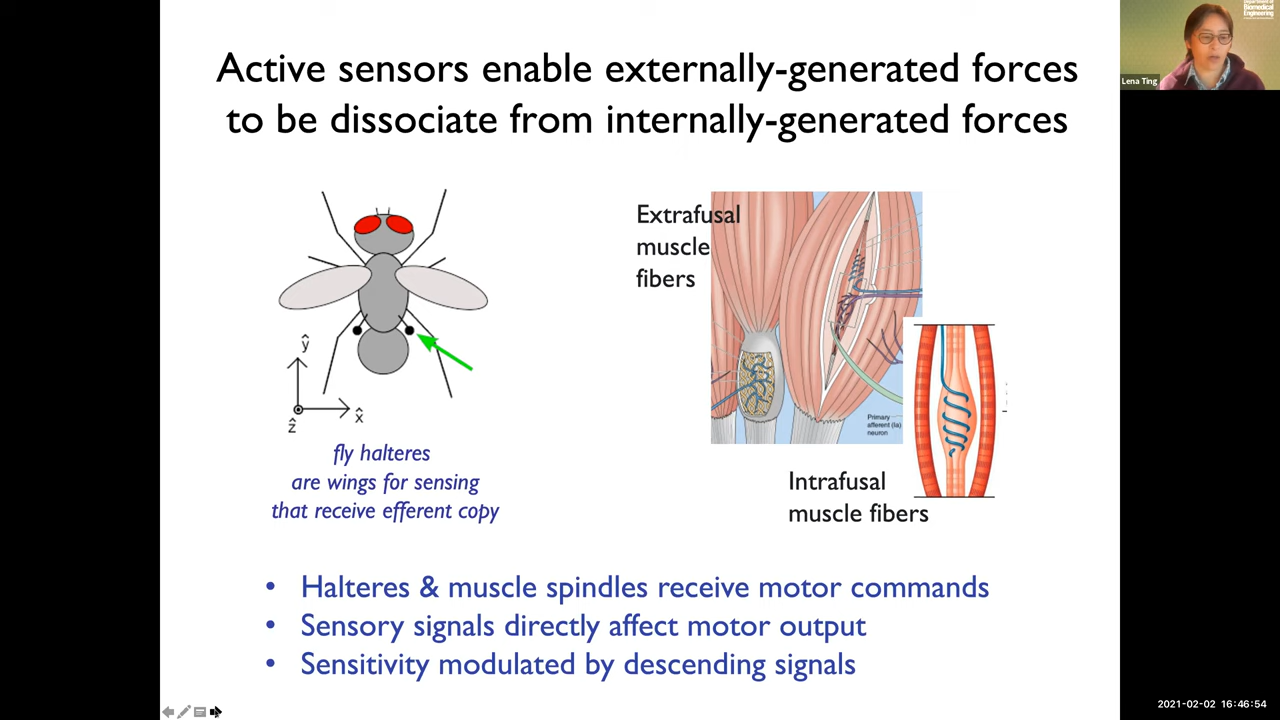 Active sensors enable externally-generated forces
to be dissociate from internally-generated forces
Biomedical
Engineering
Lena Ting
Extrafusal
muscle
fibers
Primary
afferent (Ia)
neuron
Intrafusal
muscle fibers
ŷ
x̂
ẑ
fly halteres
are wings for sensing
that receive efferent copy
• Halteres & muscle spindles receive motor commands
• Sensory signals directly affect motor output
• Sensitivity modulated by descending signals
2021-02-02 16:46:54